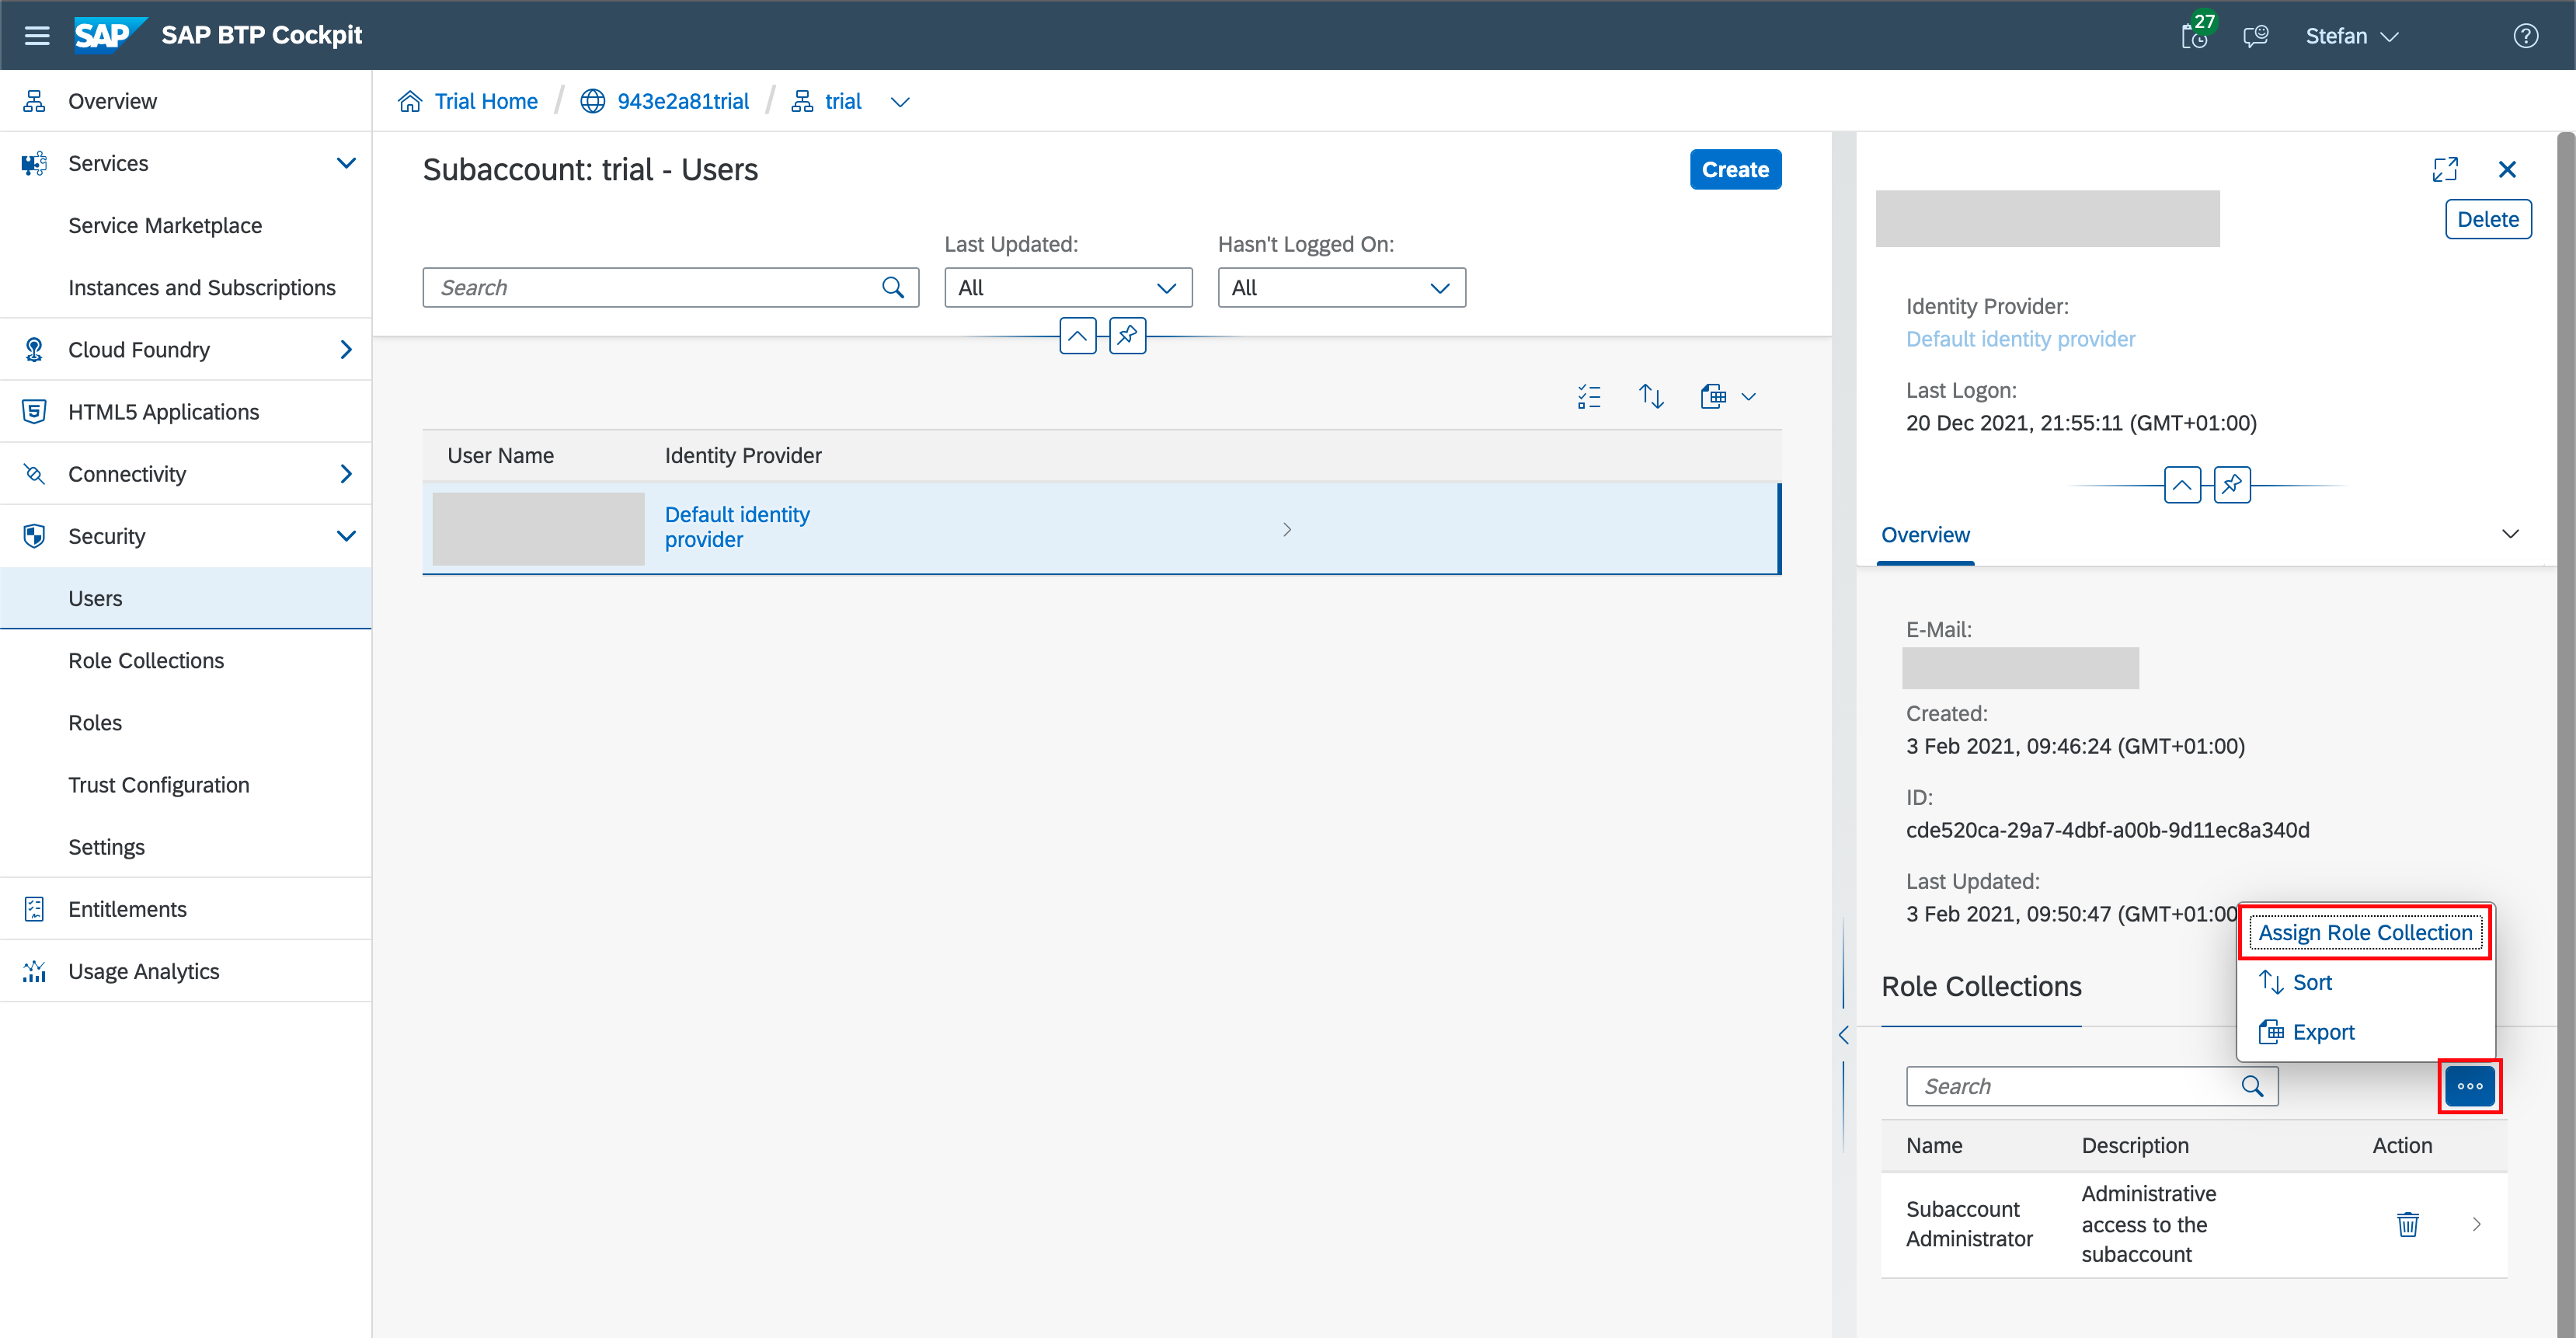 SAP SAP BTP Cockpit
27
Stefan
Overview
Services
Service Marketplace
Instances and Subscriptions
Cloud Foundry
HTML5 Applications
Connectivity
Security
Users
Role Collections
Roles
Trust Configuration
Settings
Entitlements
Usage Analytics
Trial Home / 943e2a81trial / trial
Subaccount: trial - Users
Create
Last Updated:
Hasn't Logged On:
Search
All
All
User Name Identity Provider
Default identity
provider
Delete
Identity Provider:
Default identity provider
Last Logon:
20 Dec 2021, 21:55:11 (GMT+01:00)
Overview
E-Mail:
Created:
3 Feb 2021, 09:46:24 (GMT+01:00)
ID:
cde520ca-29a7-4dbf-a00b-9d11ec8a340d
Last Updated:
3 Feb 2021, 09:50:47 (GMT+01:00
Assign Role Collection
Sort
Export
Role Collections
Search
Name Description Action
Subaccount
Administrator
Administrative
access to the
subaccount